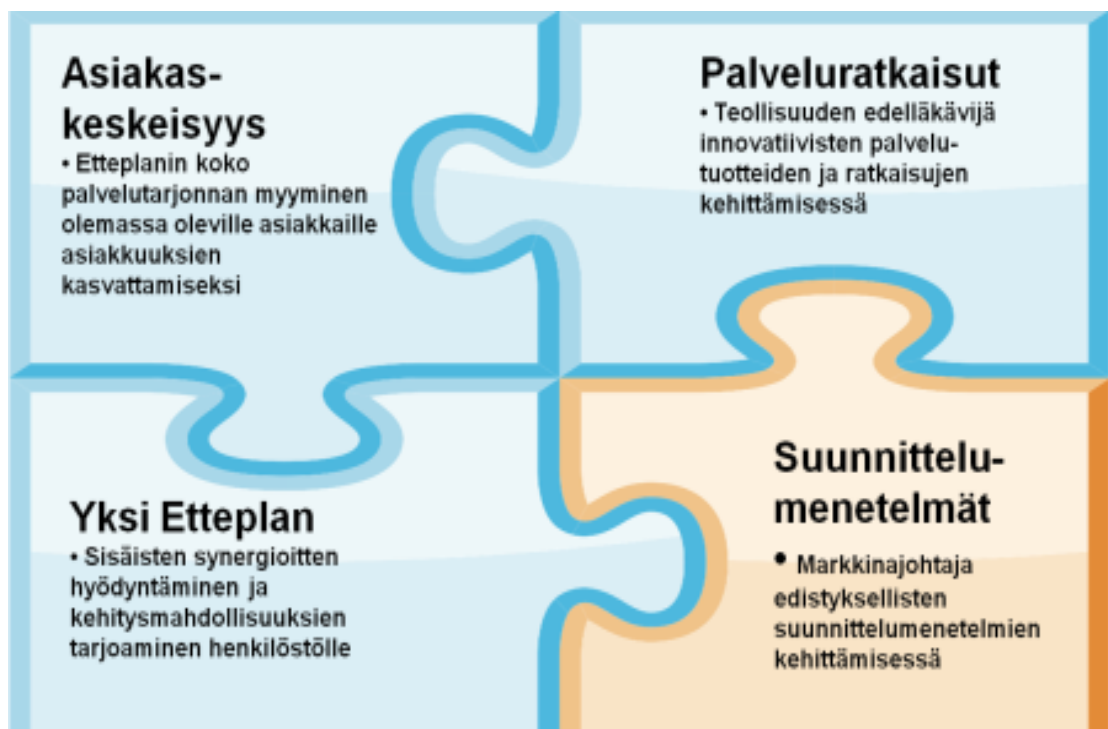 Asiakas-
keskeisyys
• Etteplanin koko
palvelutarjonnan myyminen
olemassa oleville asiakkaille
asiakkuuksien
kasvattamiseksi
Palveluratkaisut
• Teollisuuden edelläkävijä
innovatiivisten palvelu-
tuotteiden ja ratkaisujen
kehittämisessä
Yksi Etteplan
• Sisäisten synergioitten
hyödyntäminen ja
kehitysmahdollisuuksien
tarjoaminen henkilöstölle
Suunnittelu-
menetelmät
• Markkinajohtaja
edistyksellisten
suunnittelumenetelmien
kehittämisessä